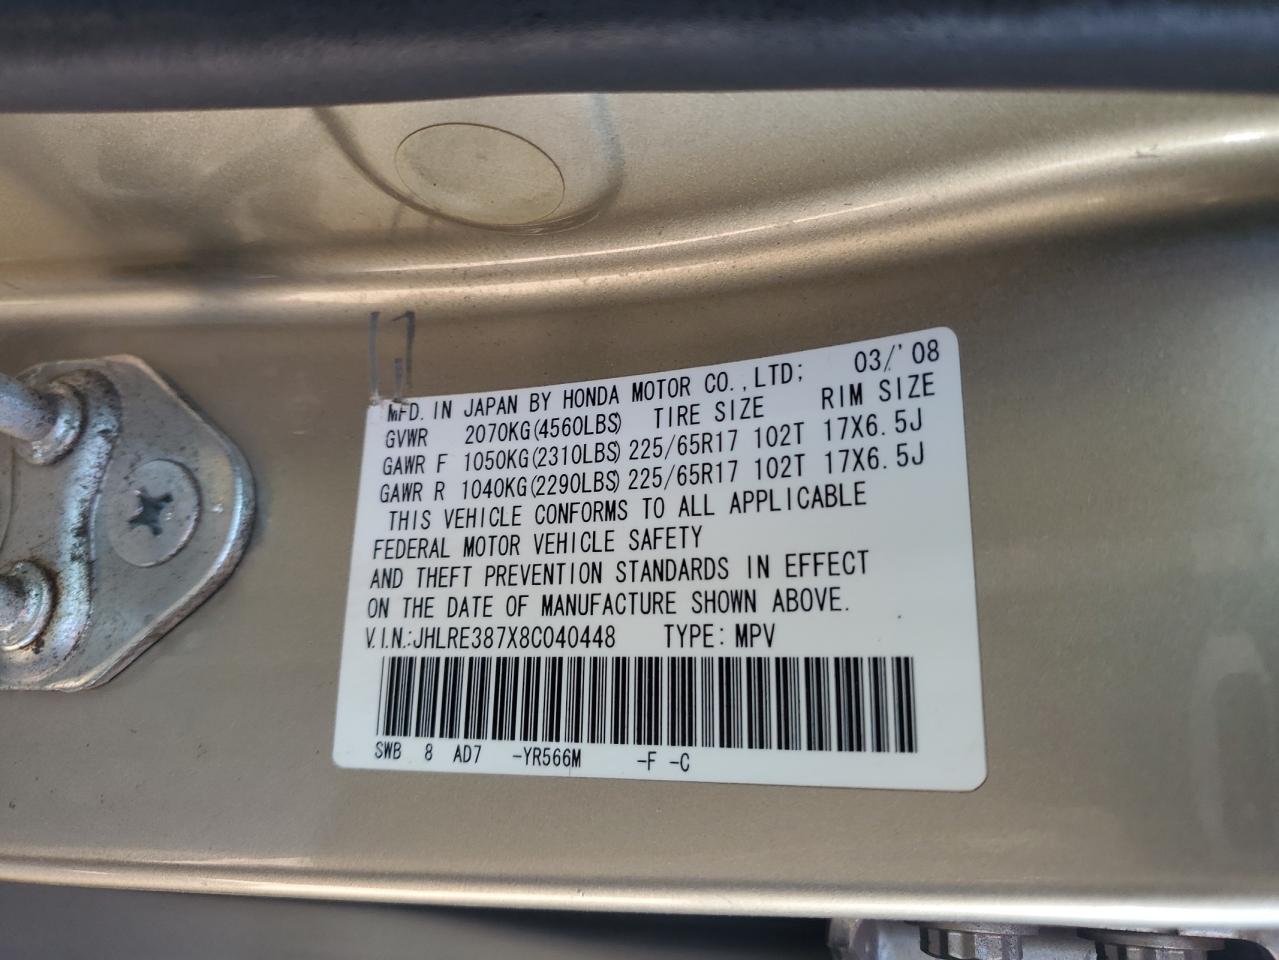 MFD. IN JAPAN BY HONDA MOTOR CO.,LTD; 03/'08
GVWR 2070KG(4560LBS) TIRE SIZE RIM SIZE
GAWR F 1050KG(2310LBS) 225/65R17 102T 17X6.5J
GAWR R 1040KG(2290LBS) 225/65R17 102T 17X6.5J
THIS VEHICLE CONFORMS TO ALL APPLICABLE
FEDERAL MOTOR VEHICLE SAFETY
AND THEFT PREVENTION STANDARDS IN EFFECT
ON THE DATE OF MANUFACTURE SHOWN ABOVE.
V.I.N.:JHLRE387X8C040448 TYPE: MPV
SWB 8 AD7 -YR566M -F -C